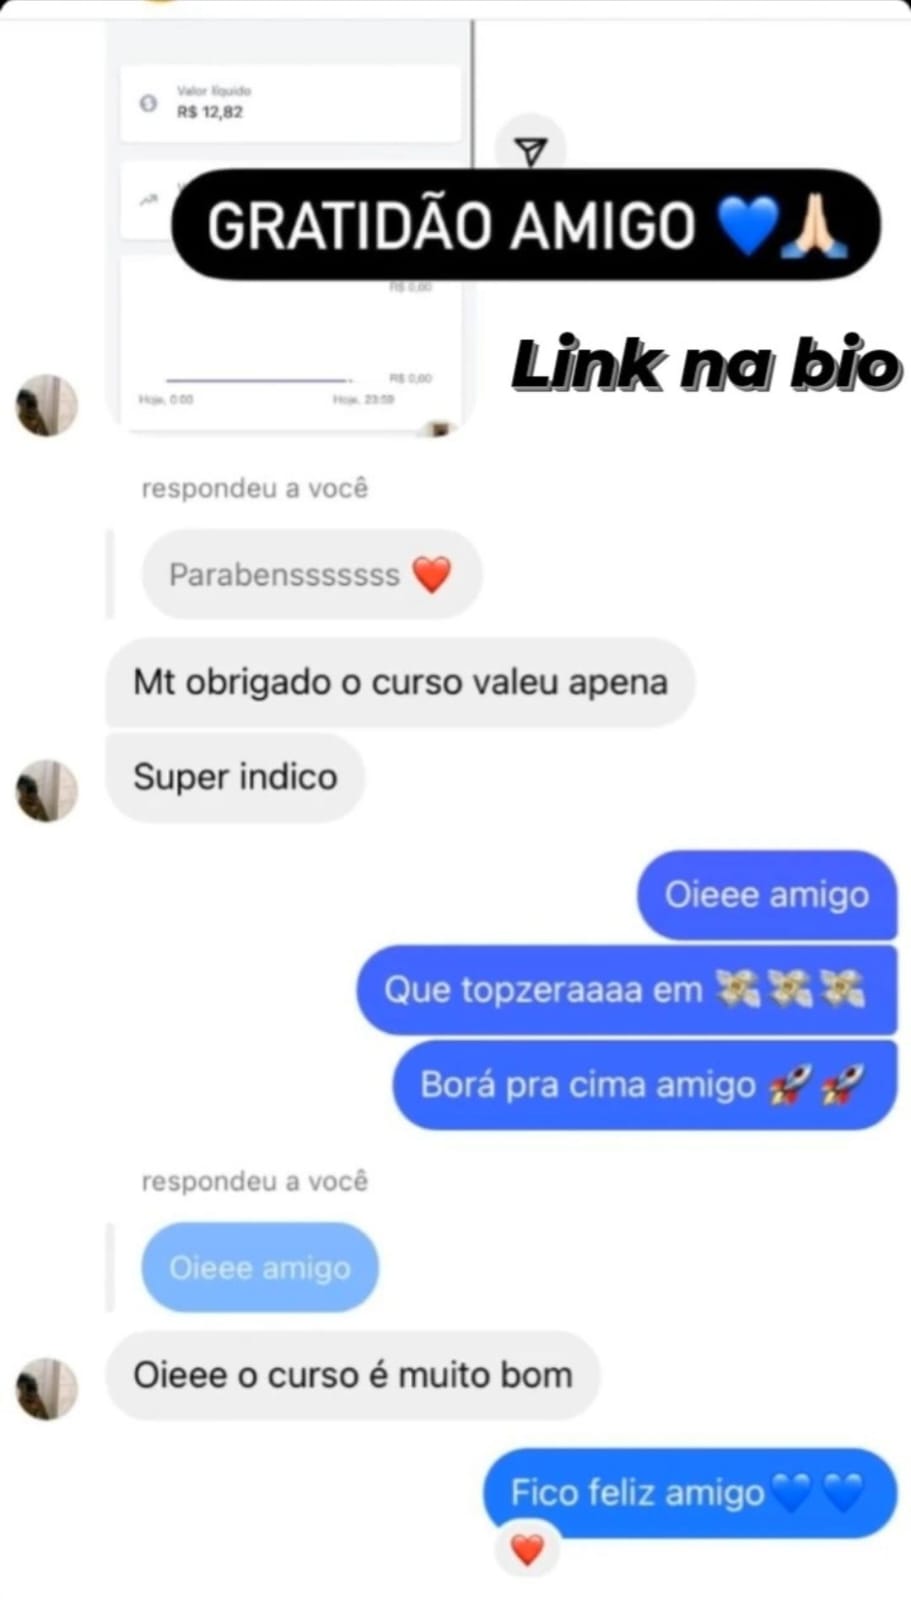 Valor líquido
R$ 12,82
GRATIDÃO AMIGO 💙🙏🏻
R$ 0,00
Link na bio
R$ 0,00
Hoje, 0:00
Hoje, 23:59
respondeu a você
Parabensssssss ❤️
Mt obrigado o curso valeu apena
Super indico
Oieee amigo
Que topzeraaaa em 💸💸💸
Borá pra cima amigo 🚀🚀
respondeu a você
Oieee amigo
Oieee o curso é muito bom
Fico feliz amigo💙💙
❤️